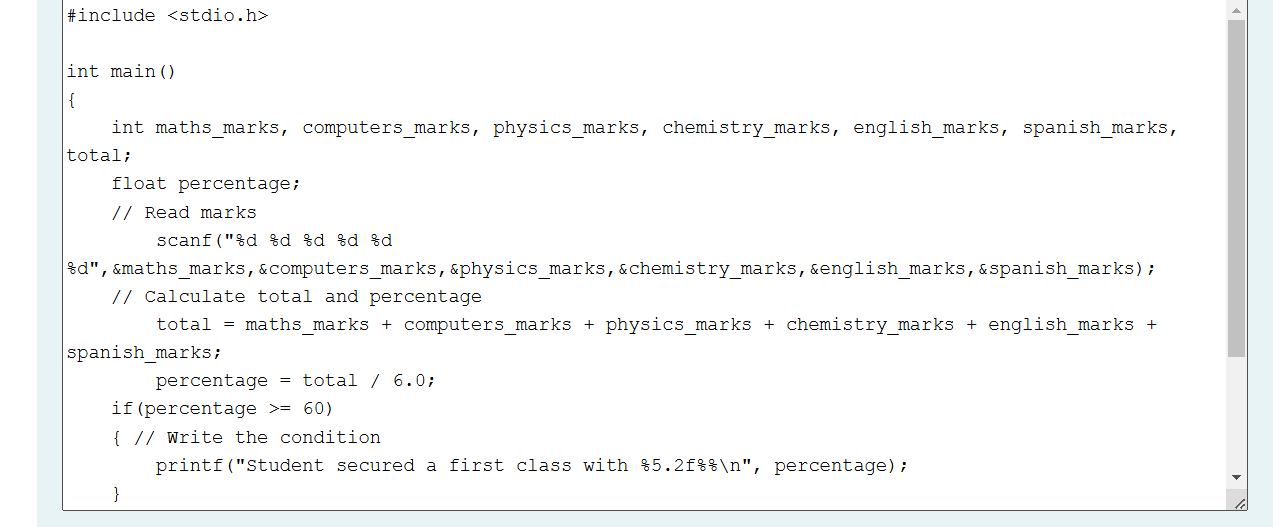 #include <stdio.h>
int main()
{
int maths_marks, computers_marks, physics_marks, chemistry_marks, english_marks, spanish_marks,
total;
float percentage;
// Read marks
scanf("%d %d %d %d %d
%d",&maths_marks,&computers_marks,&physics_marks,&chemistry_marks,&english_marks,&spanish_marks);
// Calculate total and percentage
total = maths_marks + computers_marks + physics_marks + chemistry_marks + english_marks +
spanish_marks;
percentage = total / 6.0;
if(percentage >= 60)
{ // Write the condition
printf("Student secured a first class with %5.2f%%\n", percentage);
}